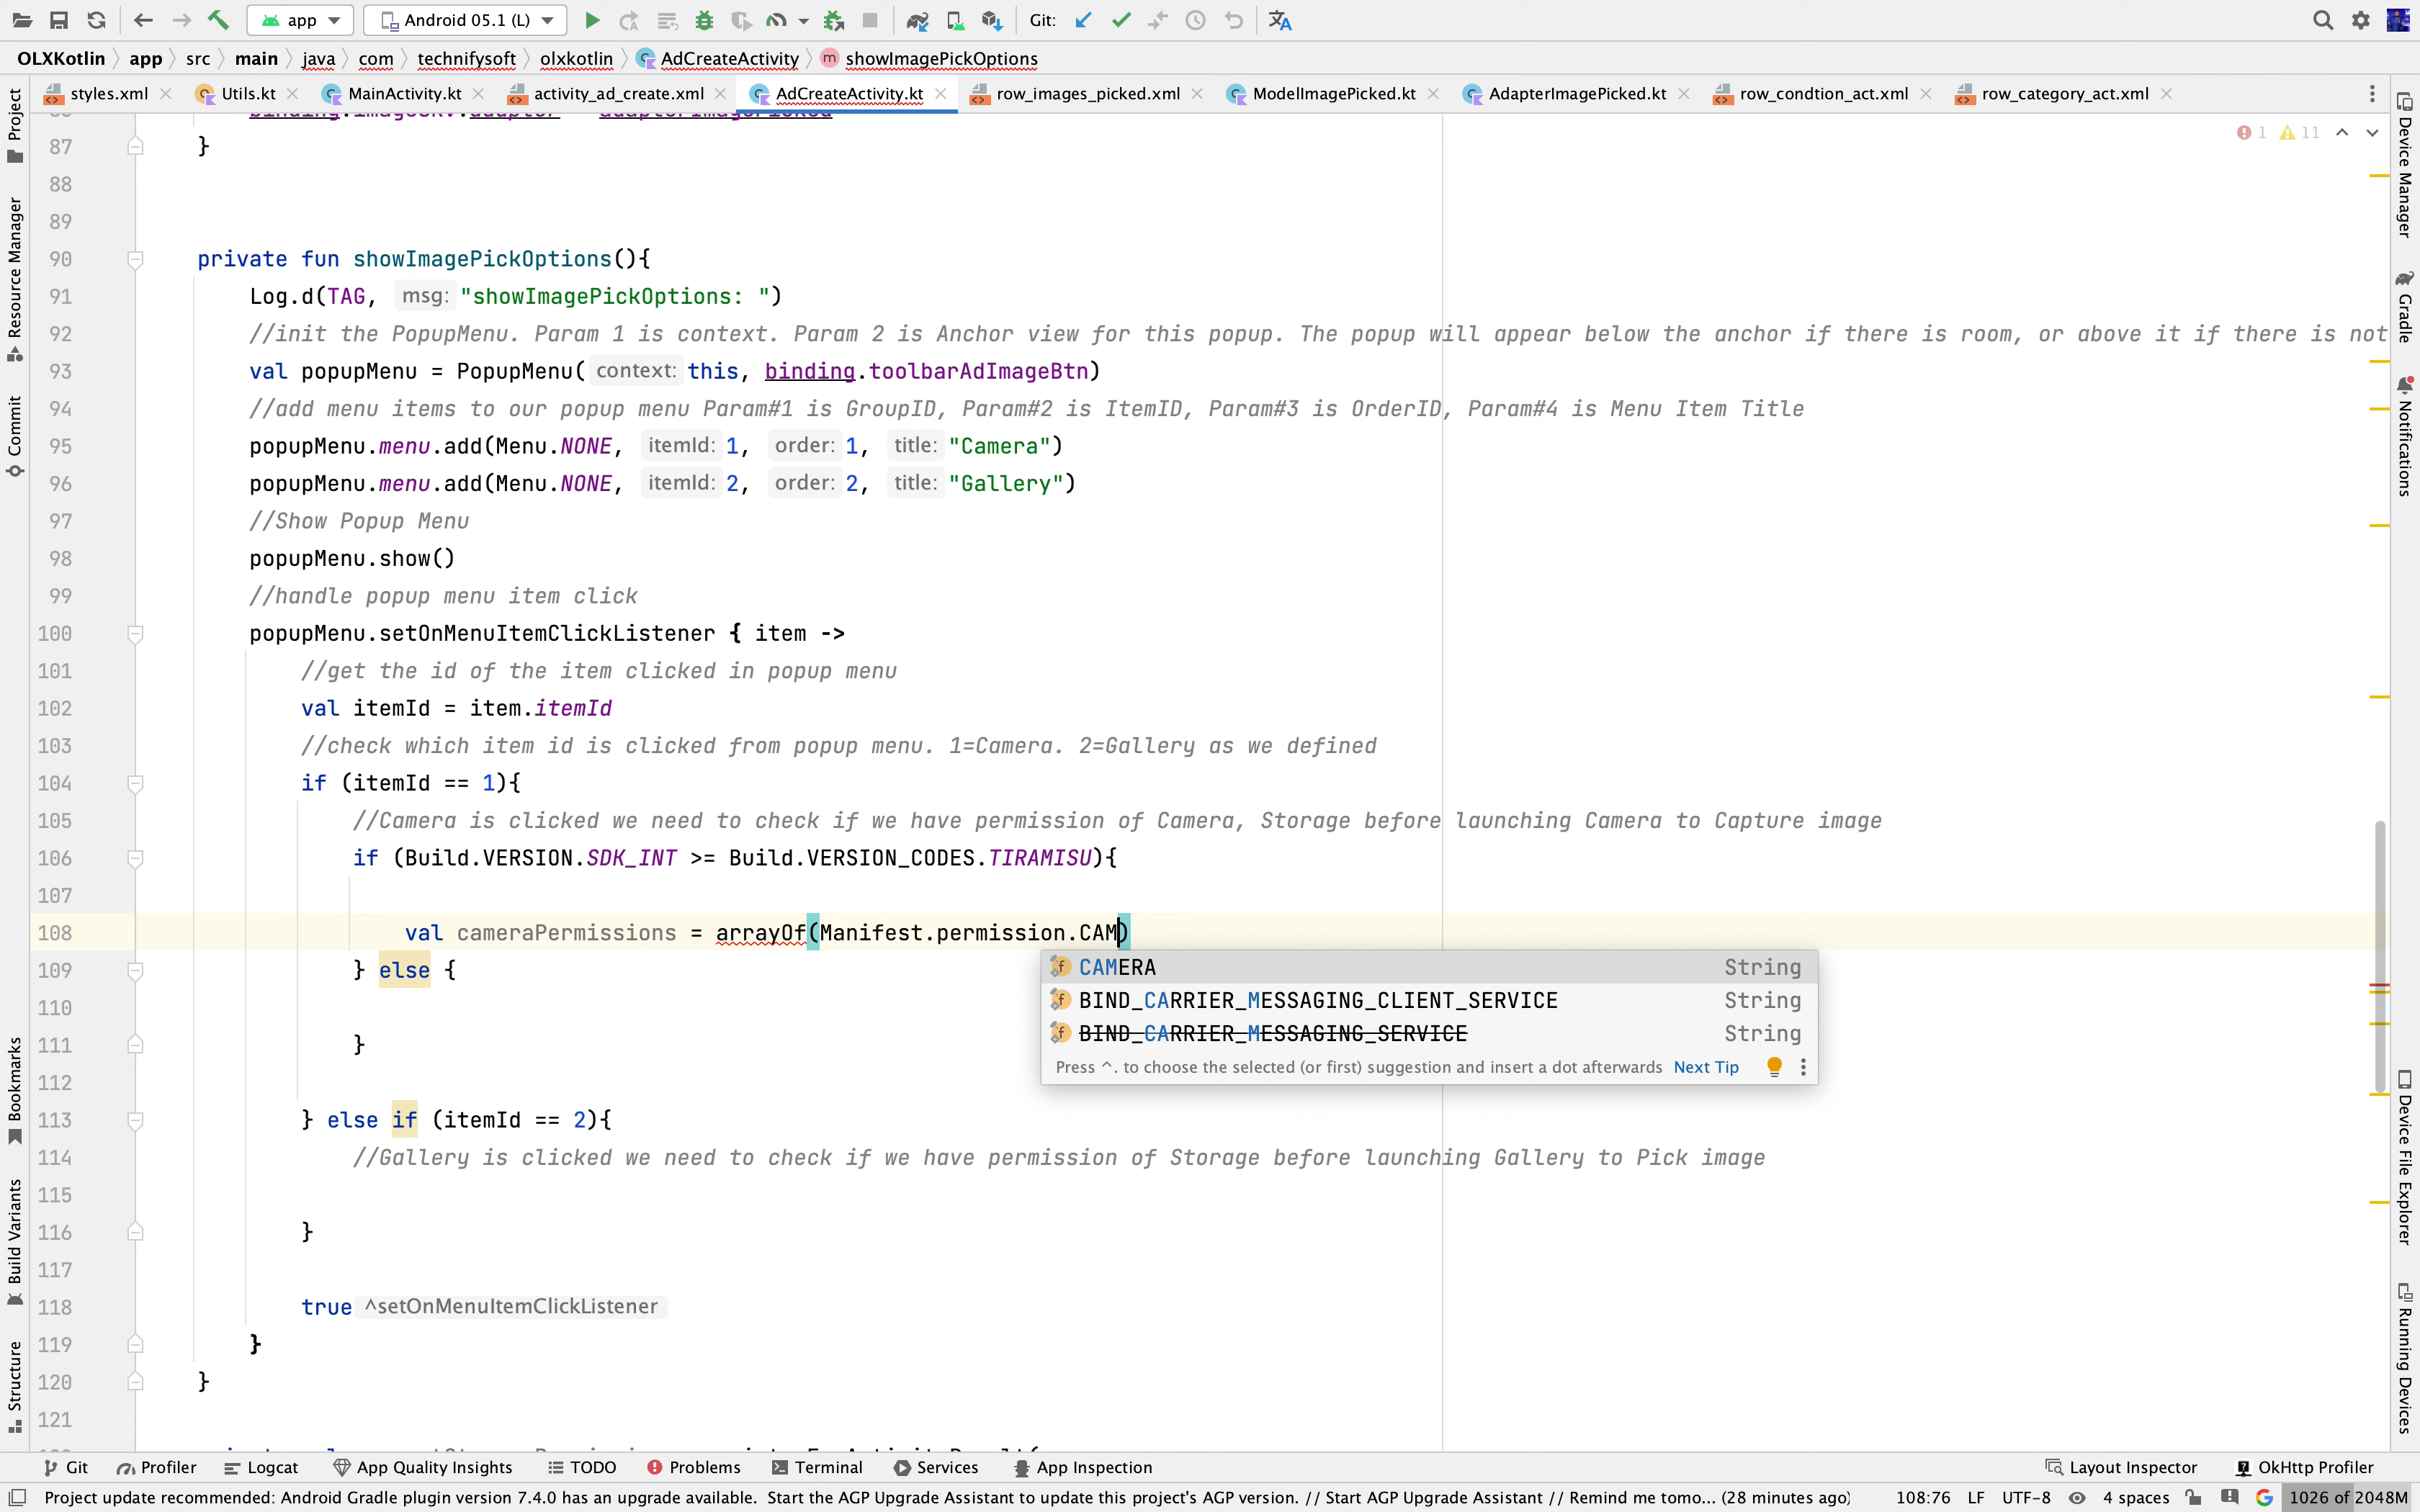 app
Android 05.1 (L)
Git:
OLXKotlin
app
src
main
java
com
technifysoft
olxkotlin
AdCreateActivity
m
showImagePickOptions
styles.xml
Utils.kt
MainActivity.kt
activity_ad_create.xml
AdCreateActivity.kt
row_images_picked.xml
ModelImagePicked.kt
AdapterImagePicked.kt
row_condtion_act.xml
row_category_act.xml
1 11
87 }
88
89
90 private fun showImagePickOptions(){
91 Log.d(TAG, msg: "showImagePickOptions: ")
92 //init the PopupMenu. Param 1 is context. Param 2 is Anchor view for this popup. The popup will appear below the anchor if there is room, or above it if there is not
93 val popupMenu = PopupMenu( context: this, binding.toolbarAdImageBtn)
94 //add menu items to our popup menu Param#1 is GroupID, Param#2 is ItemID, Param#3 is OrderID, Param#4 is Menu Item Title
95 popupMenu.menu.add(Menu.NONE, itemId: 1, order: 1, title: "Camera")
96 popupMenu.menu.add(Menu.NONE, itemId: 2, order: 2, title: "Gallery")
97 //Show Popup Menu
98 popupMenu.show()
99 //handle popup menu item click
100 popupMenu.setOnMenuItemClickListener { item ->
101 //get the id of the item clicked in popup menu
102 val itemId = item.itemId
103 //check which item id is clicked from popup menu. 1=Camera. 2=Gallery as we defined
104 if (itemId == 1){
105 //Camera is clicked we need to check if we have permission of Camera, Storage before launching Camera to Capture image
106 if (Build.VERSION.SDK_INT >= Build.VERSION_CODES.TIRAMISU){
107
108 val cameraPermissions = arrayOf(Manifest.permission.CAM)
109 } else {
110
111 }
112
113 } else if (itemId == 2){
114 //Gallery is clicked we need to check if we have permission of Storage before launching Gallery to Pick image
115
116 }
117
118 true ^setOnMenuItemClickListener
119 }
120 }
121
CAMERA String
BIND_CARRIER_MESSAGING_CLIENT_SERVICE String
BIND_CARRIER_MESSAGING_SERVICE String
Press ^. to choose the selected (or first) suggestion and insert a dot afterwards Next Tip
Project
Resource Manager
Commit
Bookmarks
Build Variants
Structure
Device Manager
Gradle
Notifications
Device File Explorer
Running Devices
Git
Profiler
Logcat
App Quality Insights
TODO
Problems
Terminal
Services
App Inspection
Layout Inspector
OkHttp Profiler
Project update recommended: Android Gradle plugin version 7.4.0 has an upgrade available. Start the AGP Upgrade Assistant to update this project's AGP version. // Start AGP Upgrade Assistant // Remind me tomo... (28 minutes ago)
108:76 LF UTF-8 4 spaces 1026 of 2048M